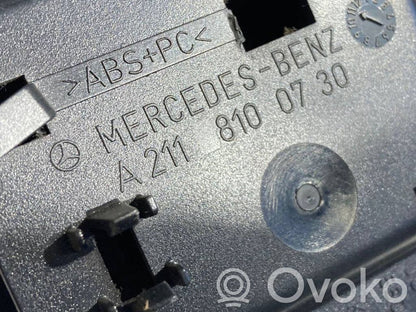 >ABS+PC<
MERCEDES-BENZ
A 211 810 07 30
Ovoko